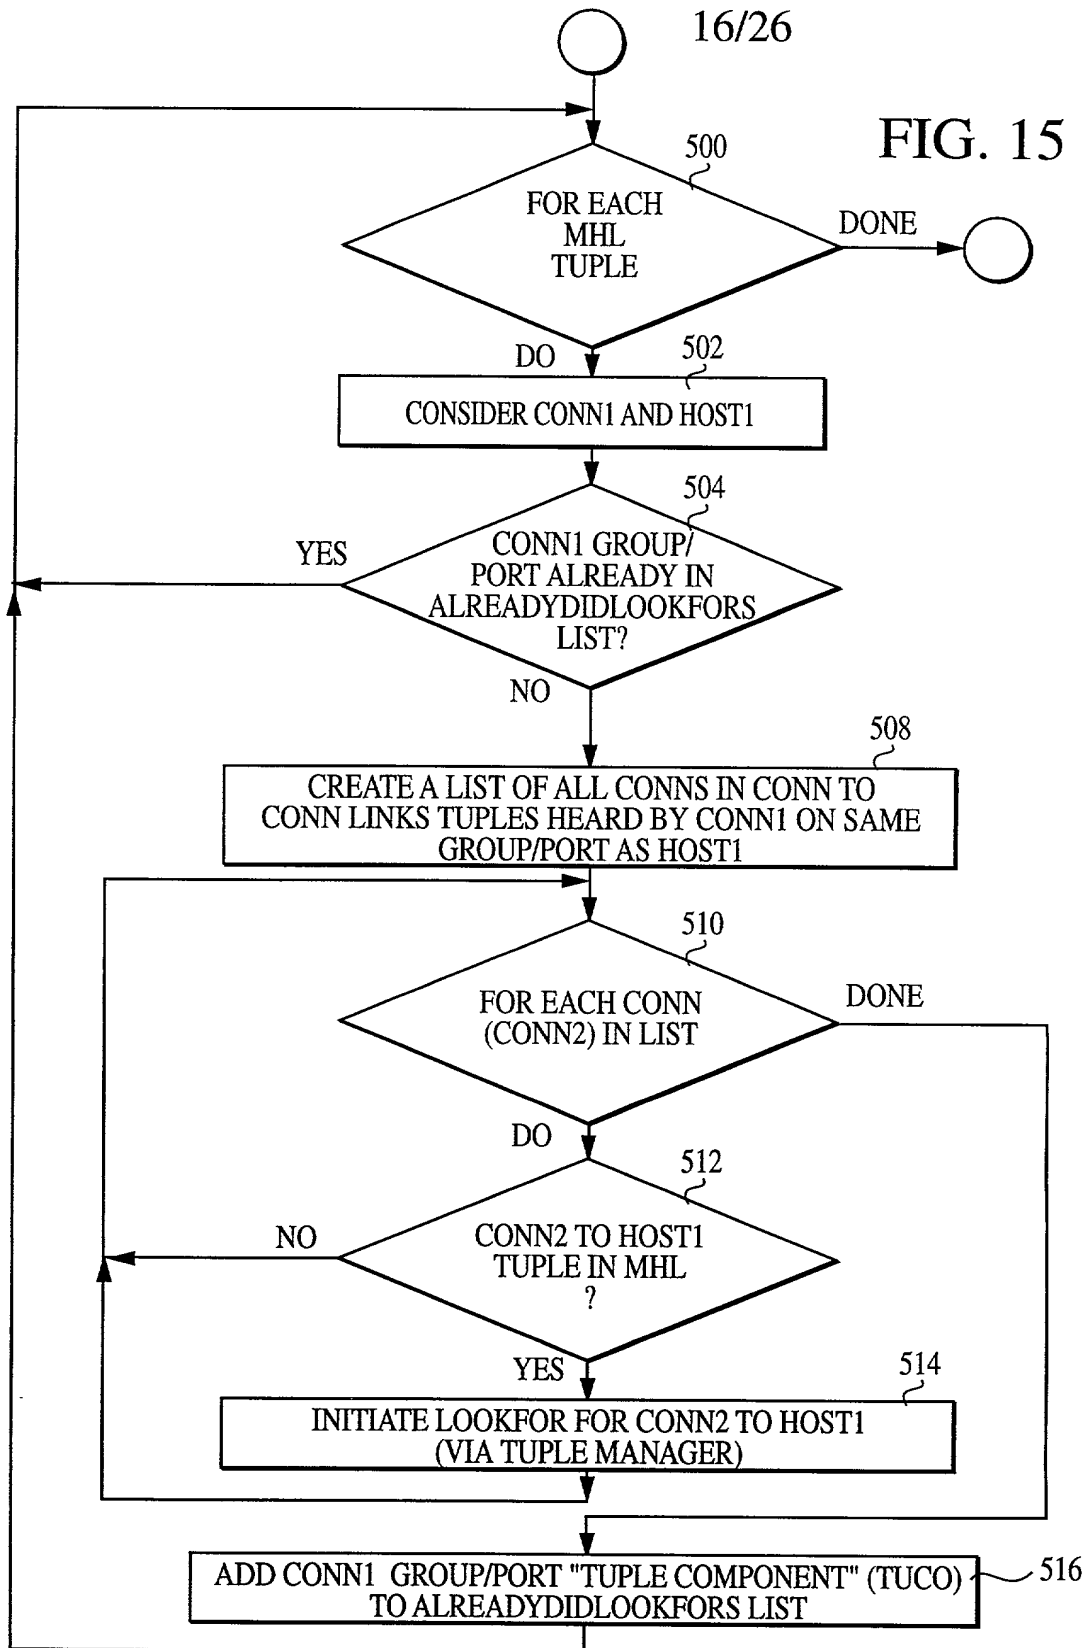 16/26
FIG. 15
500
FOR EACH
MHL
TUPLE
DONE
DO
502
CONSIDER CONN1 AND HOST1
504
YES
CONN1 GROUP/
PORT ALREADY IN
ALREADYDIDLOOKFORS
LIST?
NO
508
CREATE A LIST OF ALL CONNS IN CONN TO
CONN LINKS TUPLES HEARD BY CONN1 ON SAME
GROUP/PORT AS HOST1
510
FOR EACH CONN
(CONN2) IN LIST
DONE
DO
512
NO
CONN2 TO HOST1
TUPLE IN MHL
?
YES
514
INITIATE LOOKFOR FOR CONN2 TO HOST1
(VIA TUPLE MANAGER)
ADD CONN1 GROUP/PORT "TUPLE COMPONENT" (TUCO)
TO ALREADYDIDLOOKFORS LIST
516